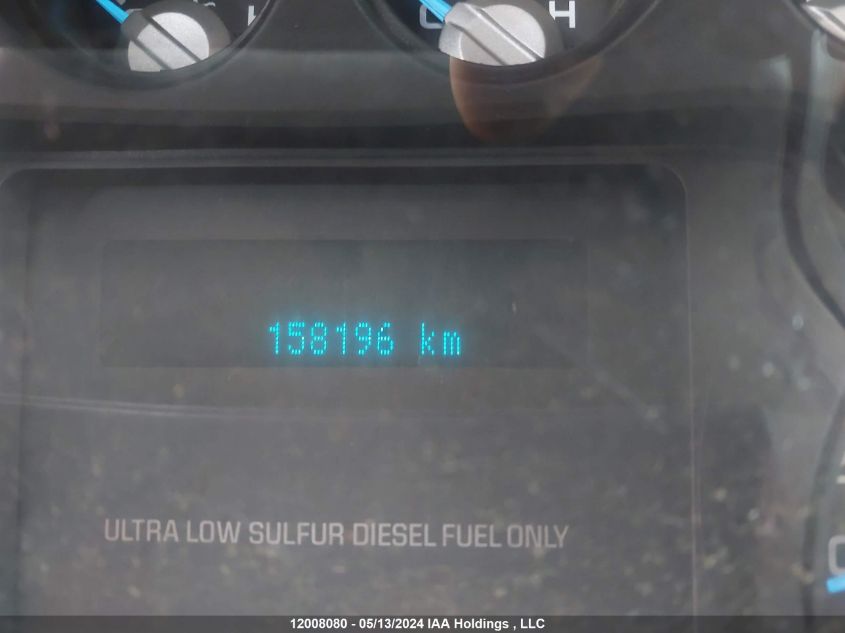 C H
158196 km
ULTRA LOW SULFUR DIESEL FUEL ONLY
12008080 - 05/13/2024 IAA Holdings , LLC